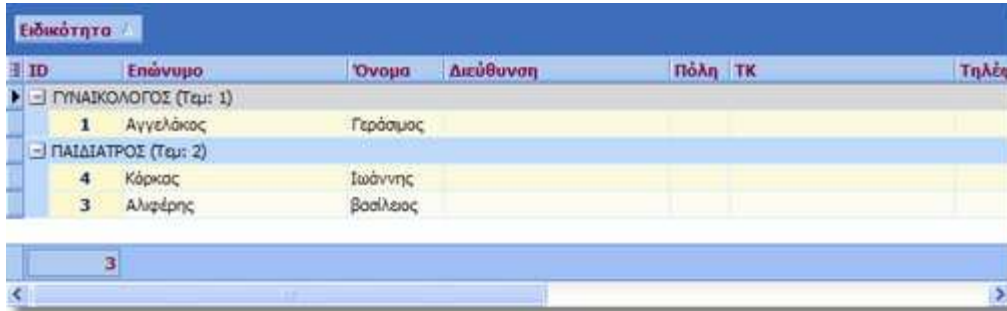 Ειδικότητα
ID Επώνυμο Όνομα Διεύθυνση Πόλη ΤΚ Τηλέφ
ΓΥΝΑΙΚΟΛΟΓΟΣ (Τεμ: 1)
1 Αγγελάκος Γεράσιμος
ΠΑΙΔΙΑΤΡΟΣ (Τεμ: 2)
4 Κόρκας Ιωάννης
3 Αλιφέρης βασίλειος
3